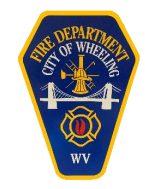 FIRE DEPARTMENT
CITY OF WHEELING
WV